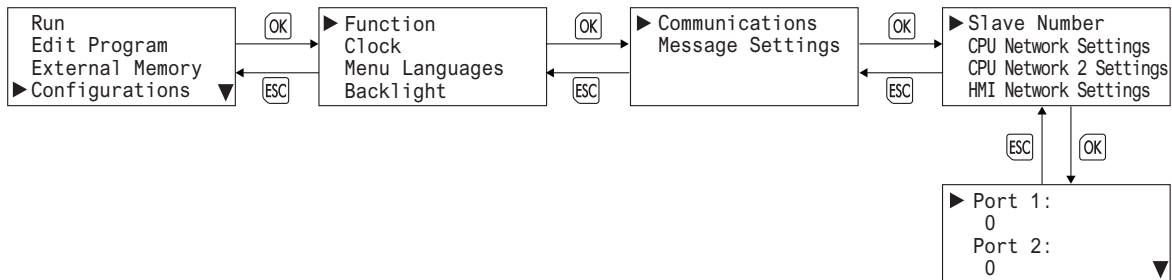 Run
Edit Program
External Memory
Configurations
OK
ESC
Function
Clock
Menu Languages
Backlight
OK
ESC
Communications
Message Settings
OK
ESC
Slave Number
CPU Network Settings
CPU Network 2 Settings
HMI Network Settings
ESC
OK
Port 1:
0
Port 2:
0